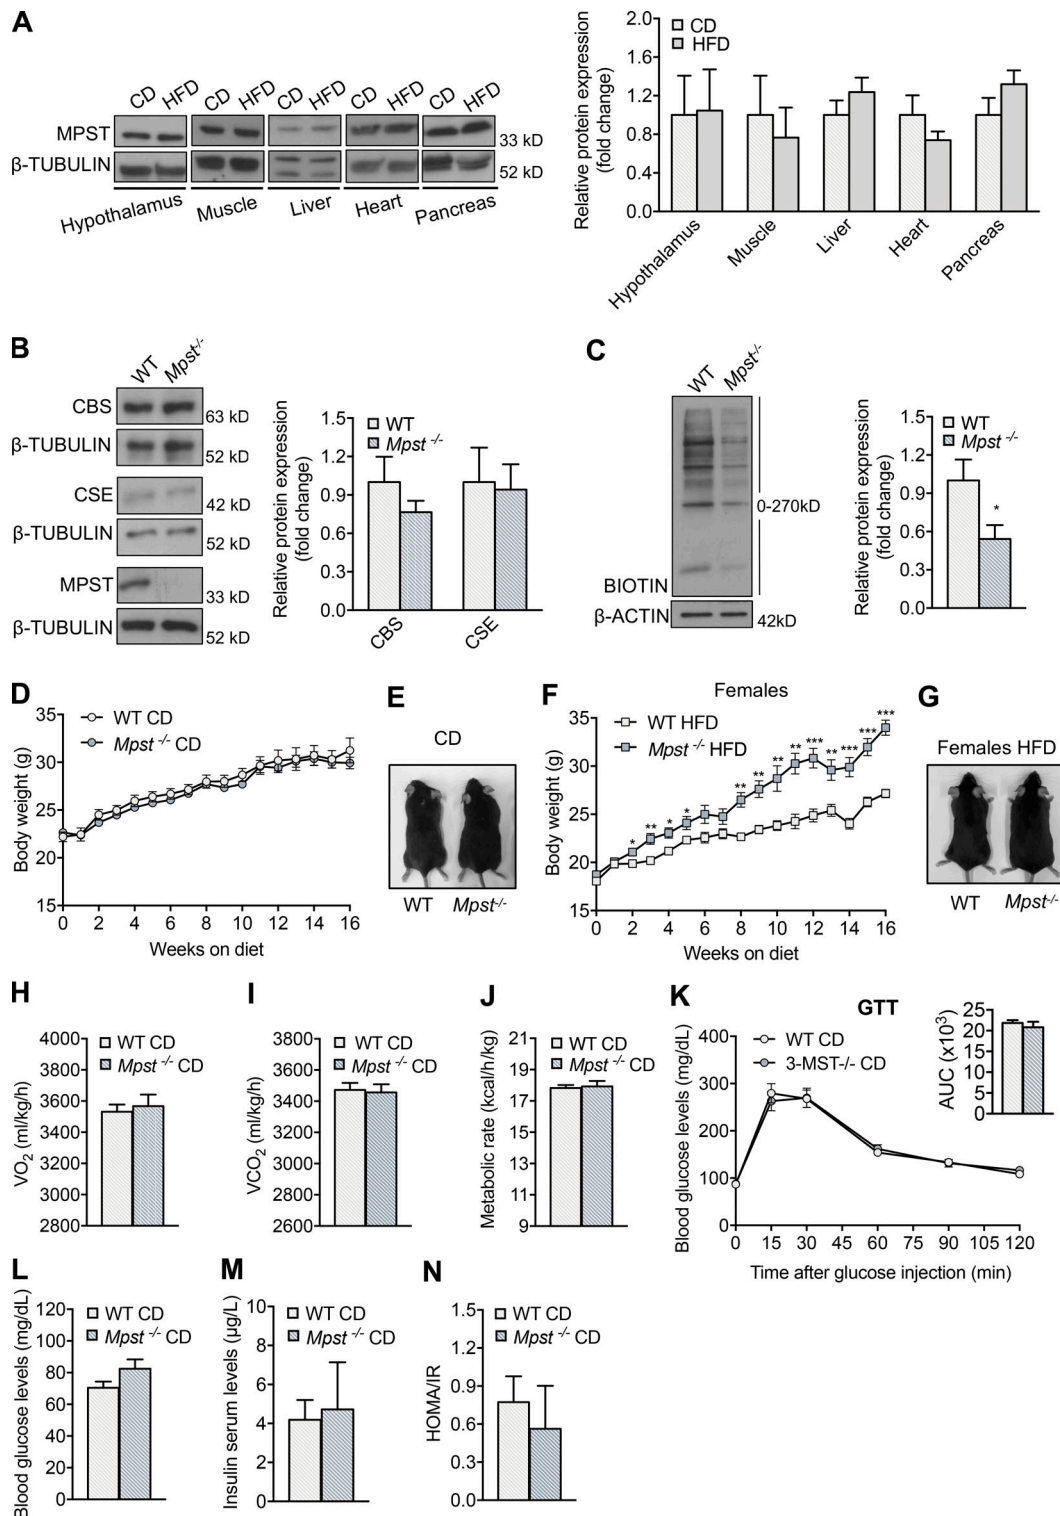 A
CD HFD CD HFD CD HFD CD HFD CD HFD
MPST
33 kD
β-TUBULIN
52 kD
Hypothalamus Muscle Liver Heart Pancreas
Relative protein expression
(fold change)
2.0
1.6
1.2
0.8
0.4
0.0
CD
HFD
Hypothalamus Muscle Liver Heart Pancreas
B
WT Mpst-/-
CBS
63 kD
β-TUBULIN
52 kD
CSE
42 kD
β-TUBULIN
52 kD
MPST
33 kD
β-TUBULIN
52 kD
Relative protein expression
(fold change)
1.5
1.2
0.9
0.6
0.3
0.0
WT
Mpst -/-
CBS CSE
C
WT Mpst-/-
0-270kD
BIOTIN
β-ACTIN
42kD
Relative protein expression
(fold change)
1.5
1.2
0.9
0.6
0.3
0.0
WT
Mpst -/-
*
D
Body weight (g)
35
30
25
20
15
WT CD
Mpst -/- CD
0 2 4 6 8 10 12 14 16
Weeks on diet
E
CD
WT Mpst-/-
F
Females
Body weight (g)
35
30
25
20
15
WT HFD
Mpst -/- HFD
* ** * * ** ** ** ** *** ** *** *** ***
0 2 4 6 8 10 12 14 16
Weeks on diet
G
Females HFD
WT Mpst-/-
H
VO2 (ml/kg/h)
4000
3800
3600
3400
3200
3000
2800
WT CD
Mpst -/- CD
I
VCO2 (ml/kg/h)
3800
3600
3400
3200
3000
2800
2600
WT CD
Mpst -/- CD
J
Metabolic rate (kcal/h/kg)
21
19
17
15
13
11
9
WT CD
Mpst -/- CD
K
GTT
Blood glucose levels (mg/dL)
400
300
200
100
0
WT CD
3-MST-/- CD
0 15 30 45 60 75 90 105 120
Time after glucose injection (min)
AUC (x10³)
25
20
15
10
5
0
L
Blood glucose levels (mg/dL)
120
100
80
60
40
20
0
WT CD
Mpst -/- CD
M
Insulin serum levels (µg/L)
10
8
6
4
2
0
WT CD
Mpst -/- CD
N
HOMA/IR
1.5
1.2
0.9
0.6
0.3
0.0
WT CD
Mpst -/- CD